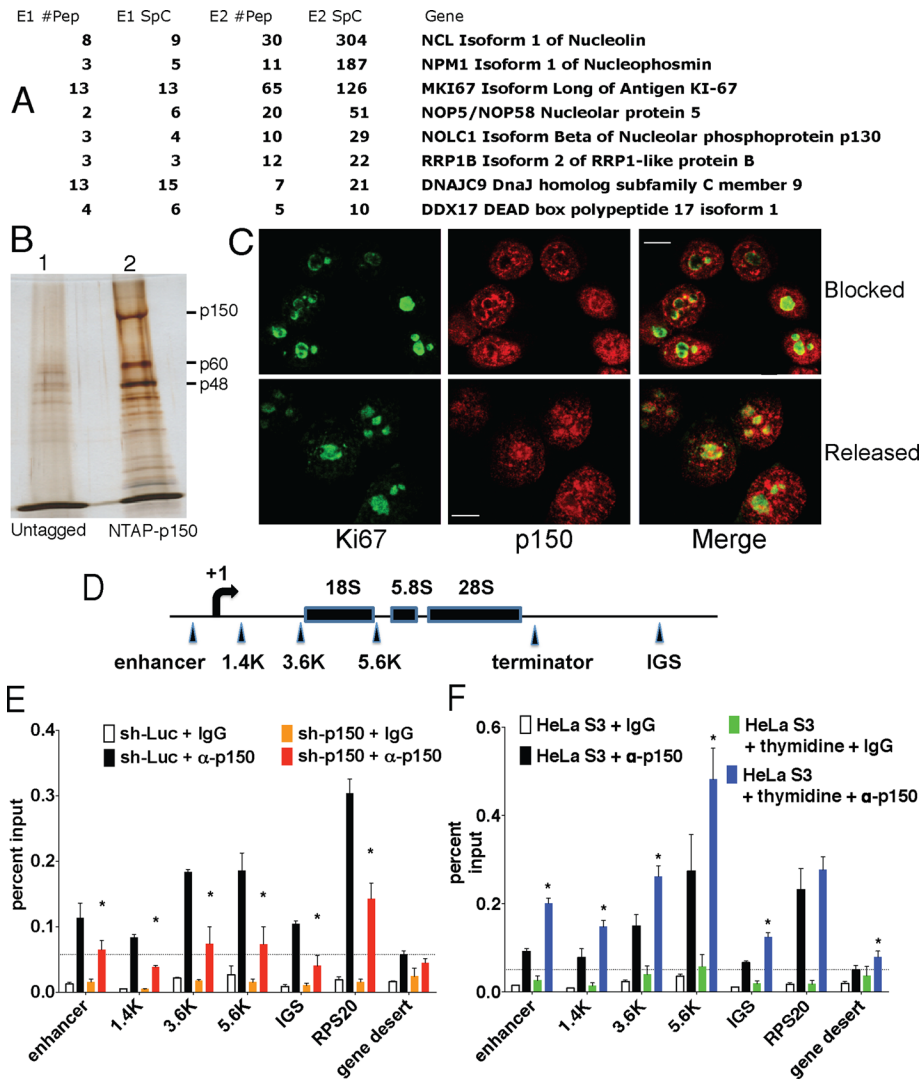 E1 #Pep E1 SpC E2 #Pep E2 SpC Gene
8 9 30 304 NCL Isoform 1 of Nucleolin
3 5 11 187 NPM1 Isoform 1 of Nucleophosmin
13 13 65 126 MKI67 Isoform Long of Antigen KI-67
A
2 6 20 51 NOP5/NOP58 Nucleolar protein 5
3 4 10 29 NOLC1 Isoform Beta of Nucleolar phosphoprotein p130
3 3 12 22 RRP1B Isoform 2 of RRP1-like protein B
13 15 7 21 DNAJC9 DnaJ homolog subfamily C member 9
4 6 5 10 DDX17 DEAD box polypeptide 17 isoform 1
B
1 2
p150
p60
p48
Untagged NTAP-p150
C
Blocked
Released
Ki67 p150 Merge
D
+1 18S 5.8S 28S
enhancer 1.4K 3.6K 5.6K terminator IGS
E
sh-Luc + IgG
sh-Luc + α-p150
sh-p150 + IgG
sh-p150 + α-p150
percent input
0.4
0.3
0.2
0.1
0.0
* * * * * *
enhancer 1.4K 3.6K 5.6K IGS RPS20 gene desert
F
HeLa S3 + IgG
HeLa S3 + α-p150
HeLa S3
+ thymidine + IgG
HeLa S3
+ thymidine + α-p150
percent
input
0.6
0.4
0.2
0.0
* * * * * *
enhancer 1.4K 3.6K 5.6K IGS RPS20 gene desert